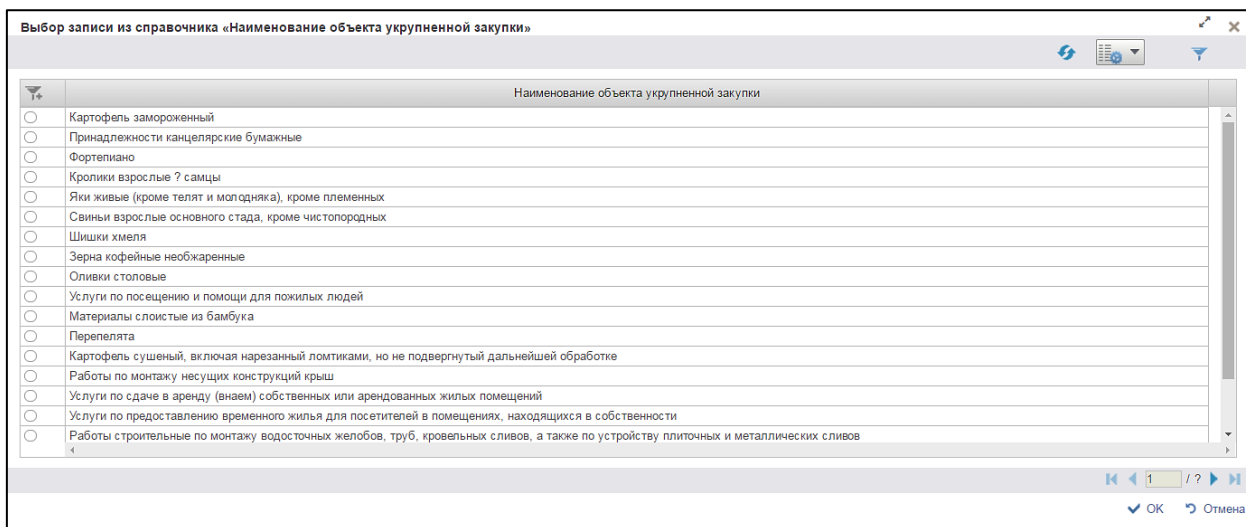 Выбор записи из справочника «Наименование объекта укрупненной закупки»
Наименование объекта укрупненной закупки
Картофель замороженный
Принадлежности канцелярские бумажные
Фортепиано
Кролики взрослые ? самцы
Яки живые (кроме телят и молодняка), кроме племенных
Свиньи взрослые основного стада, кроме чистопородных
Шишки хмеля
Зерна кофейные необжаренные
Оливки столовые
Услуги по посещению и помощи для пожилых людей
Материалы слоистые из бамбука
Перепелята
Картофель сушеный, включая нарезанный ломтиками, но не подвергнутый дальнейшей обработке
Работы по монтажу несущих конструкций крыш
Услуги по сдаче в аренду (внаем) собственных или арендованных жилых помещений
Услуги по предоставлению временного жилья для посетителей в помещениях, находящихся в собственности
Работы строительные по монтажу водосточных желобов, труб, кровельных сливов, а также по устройству плиточных и металлических сливов
1 / ?
ОК Отмена